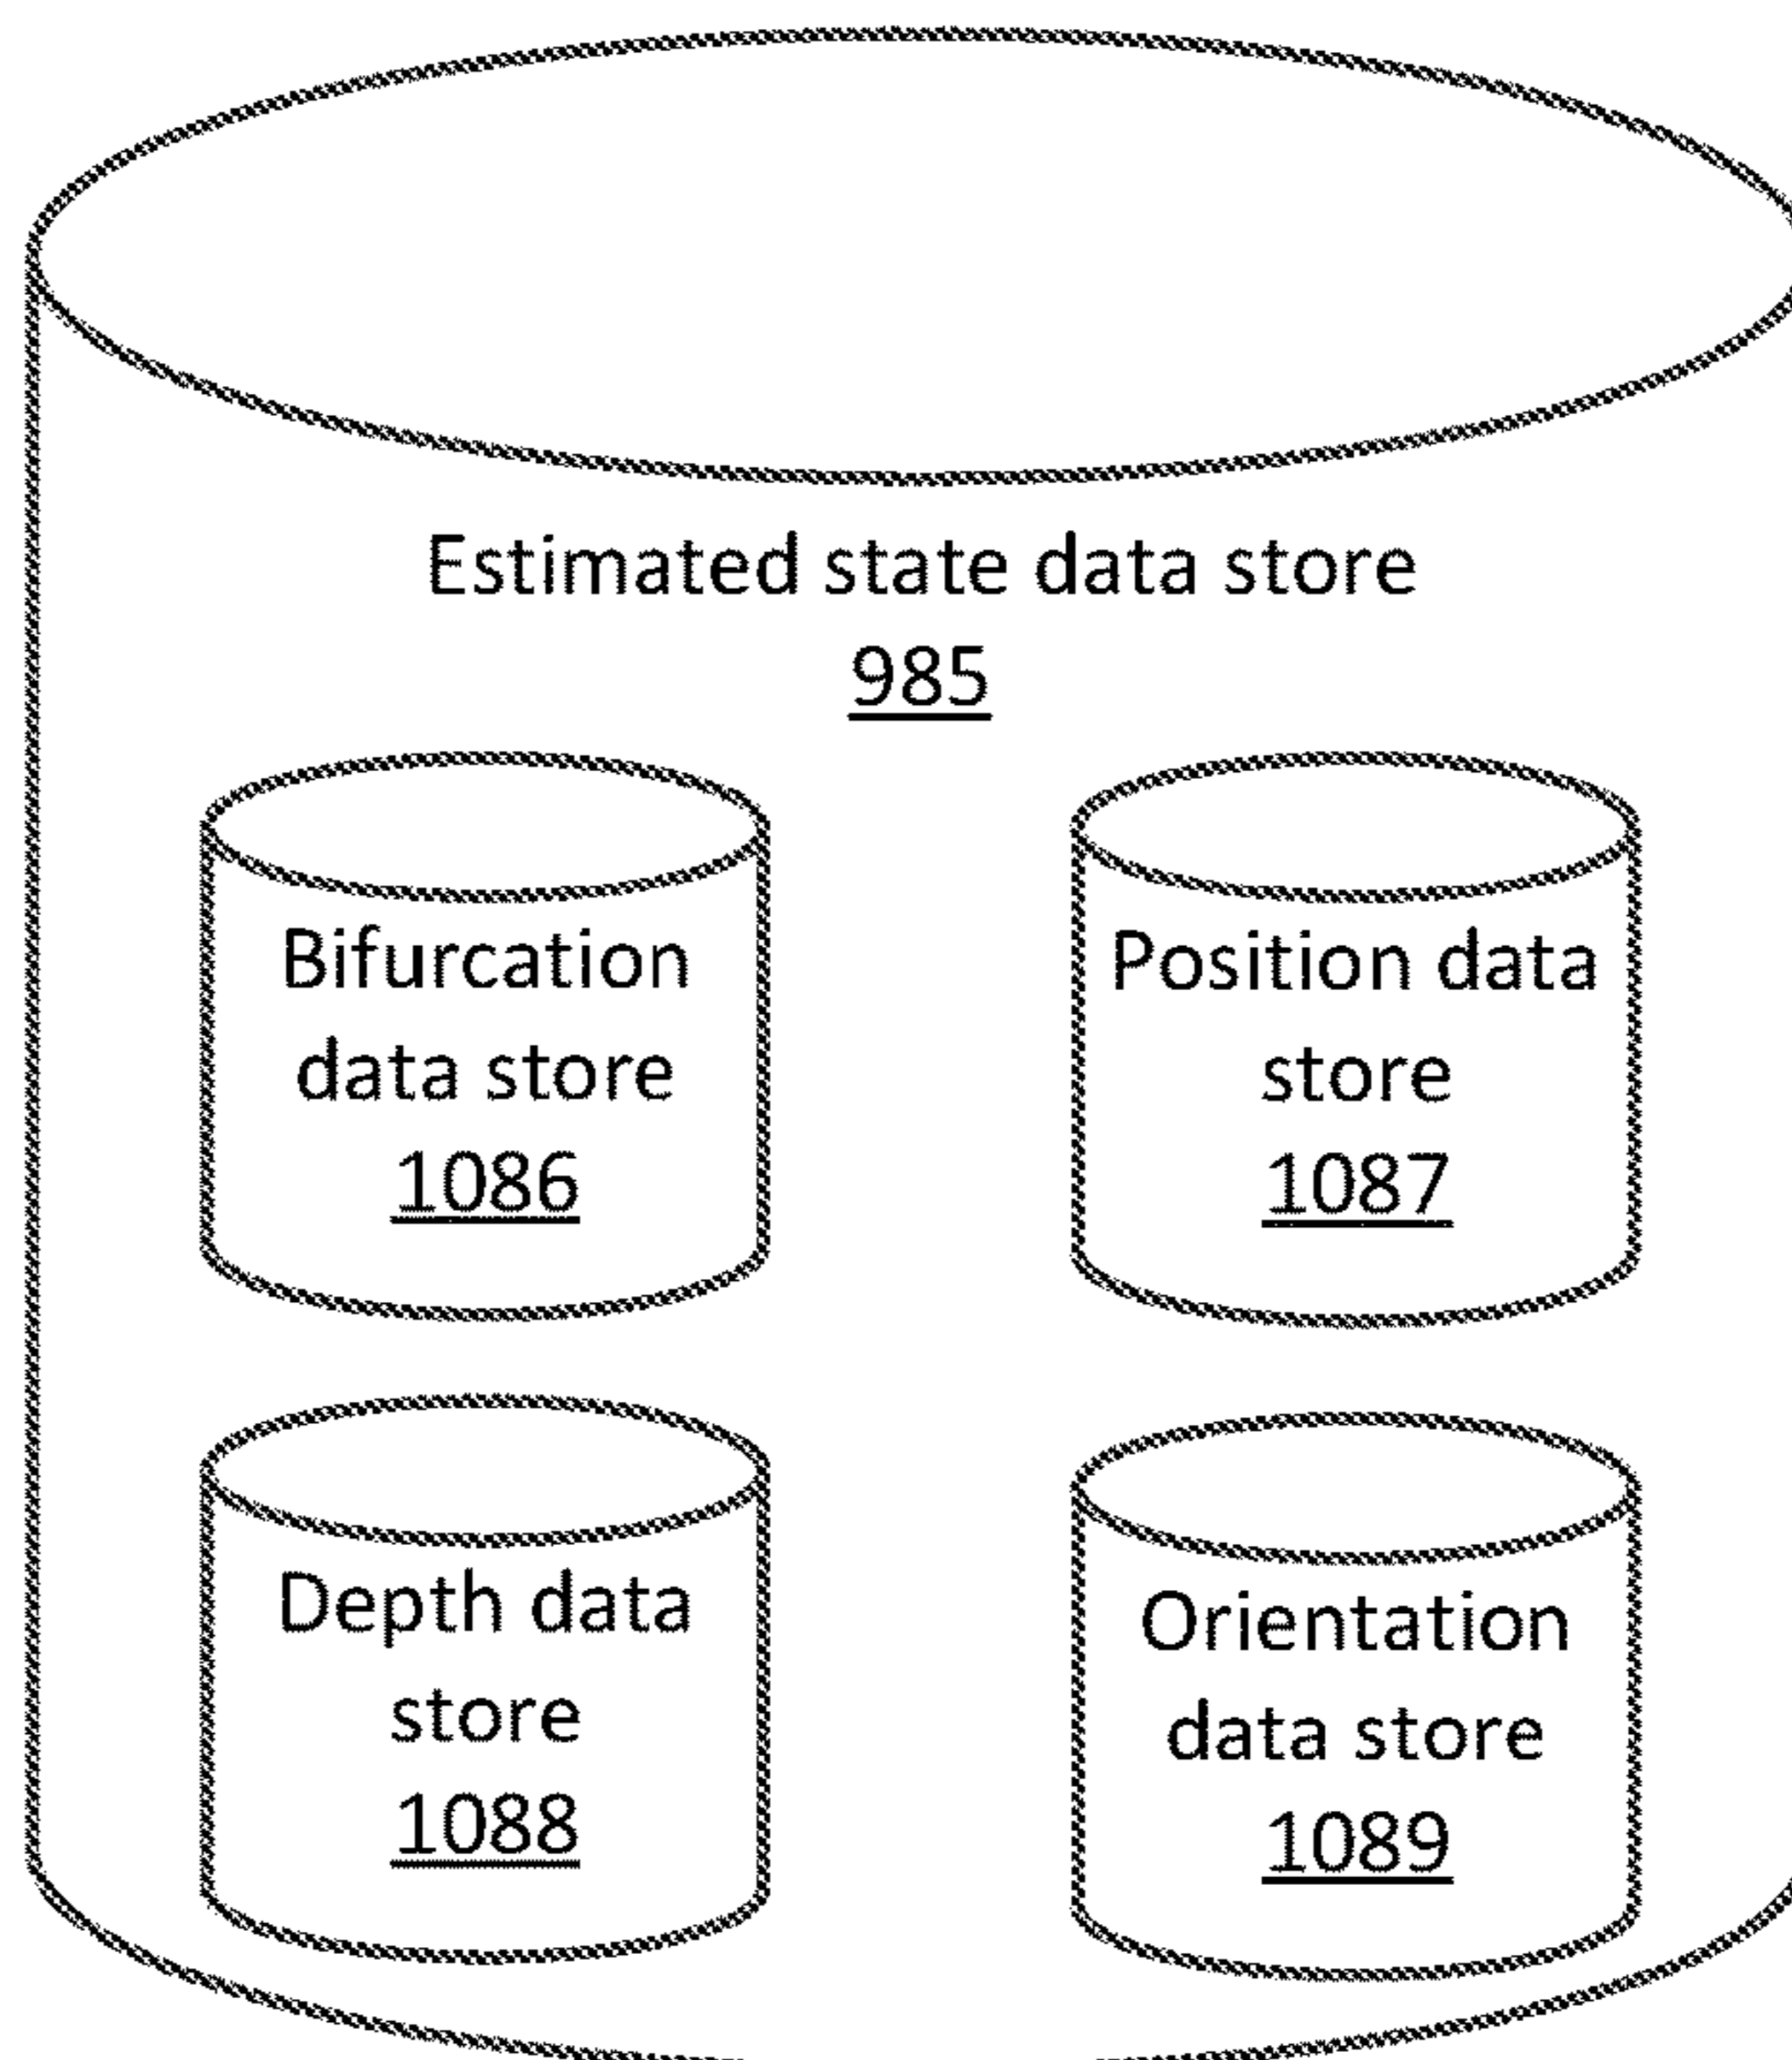 Estimated state data store
985
Bifurcation
data store
1086
Position data
store
1087
Depth data
store
1088
Orientation
data store
1089